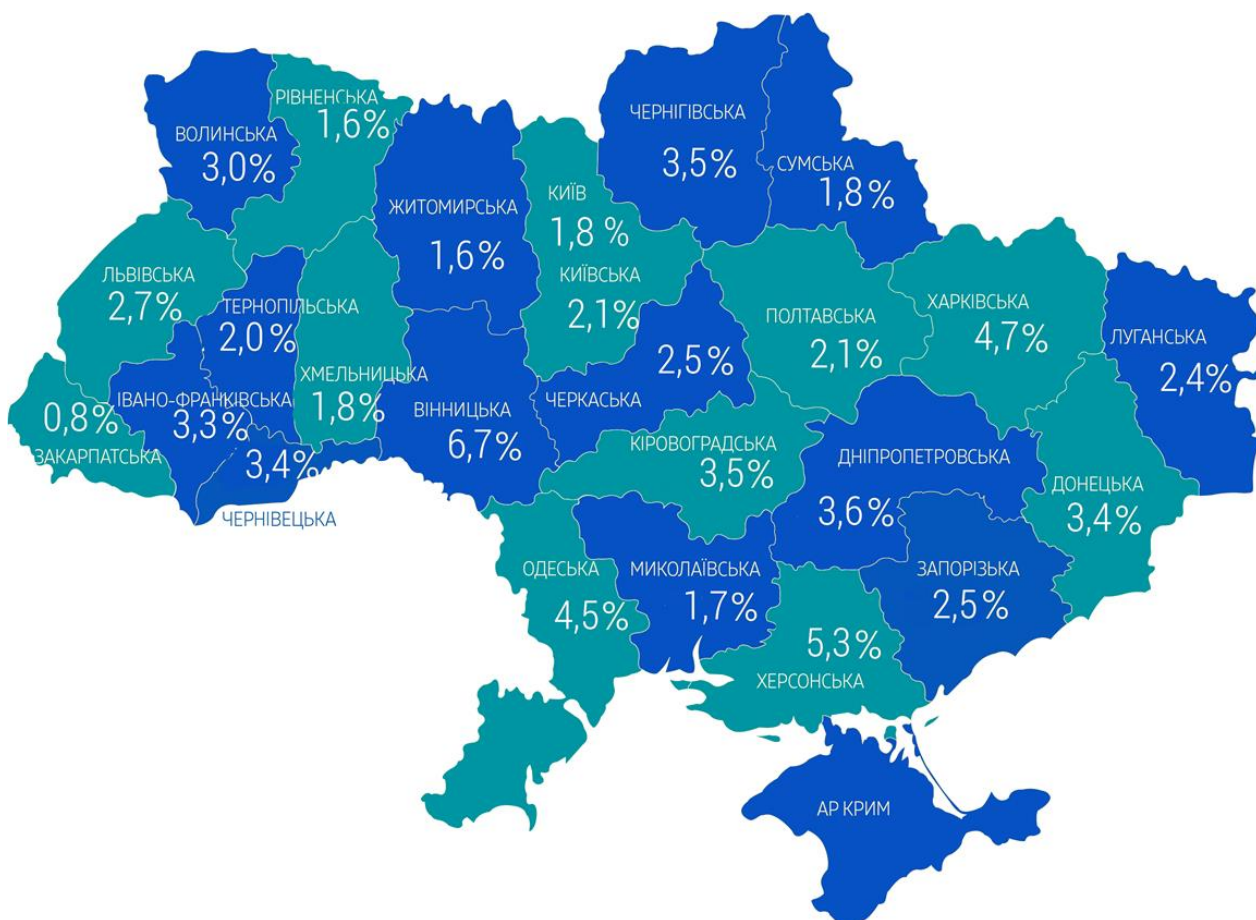 РІВНЕНСЬКА
1,6%
ВОЛИНСЬКА
3,0%
ЧЕРНІГІВСЬКА
3,5%
СУМСЬКА
1,8%
ЖИТОМИРСЬКА
1,6%
КИЇВ
1,8 %
КИЇВСЬКА
2,1%
ЛЬВІВСЬКА
2,7%
ТЕРНОПІЛЬСЬКА
2,0%
ХМЕЛЬНИЦЬКА
1,8%
ПОЛТАВСЬКА
2,1%
ХАРКІВСЬКА
4,7%
ЛУГАНСЬКА
2,4%
2,5%
ЧЕРКАСЬКА
ІВАНО-ФРАНКІВСЬКА
3,3%
0,8%
ЗАКАРПАТСЬКА
3,4%
ЧЕРНІВЕЦЬКА
ВІННИЦЬКА
6,7%
КІРОВОГРАДСЬКА
3,5%
ДНІПРОПЕТРОВСЬКА
3,6%
ДОНЕЦЬКА
3,4%
ОДЕСЬКА
4,5%
МИКОЛАЇВСЬКА
1,7%
ЗАПОРІЗЬКА
2,5%
5,3%
ХЕРСОНСЬКА
АР КРИМ